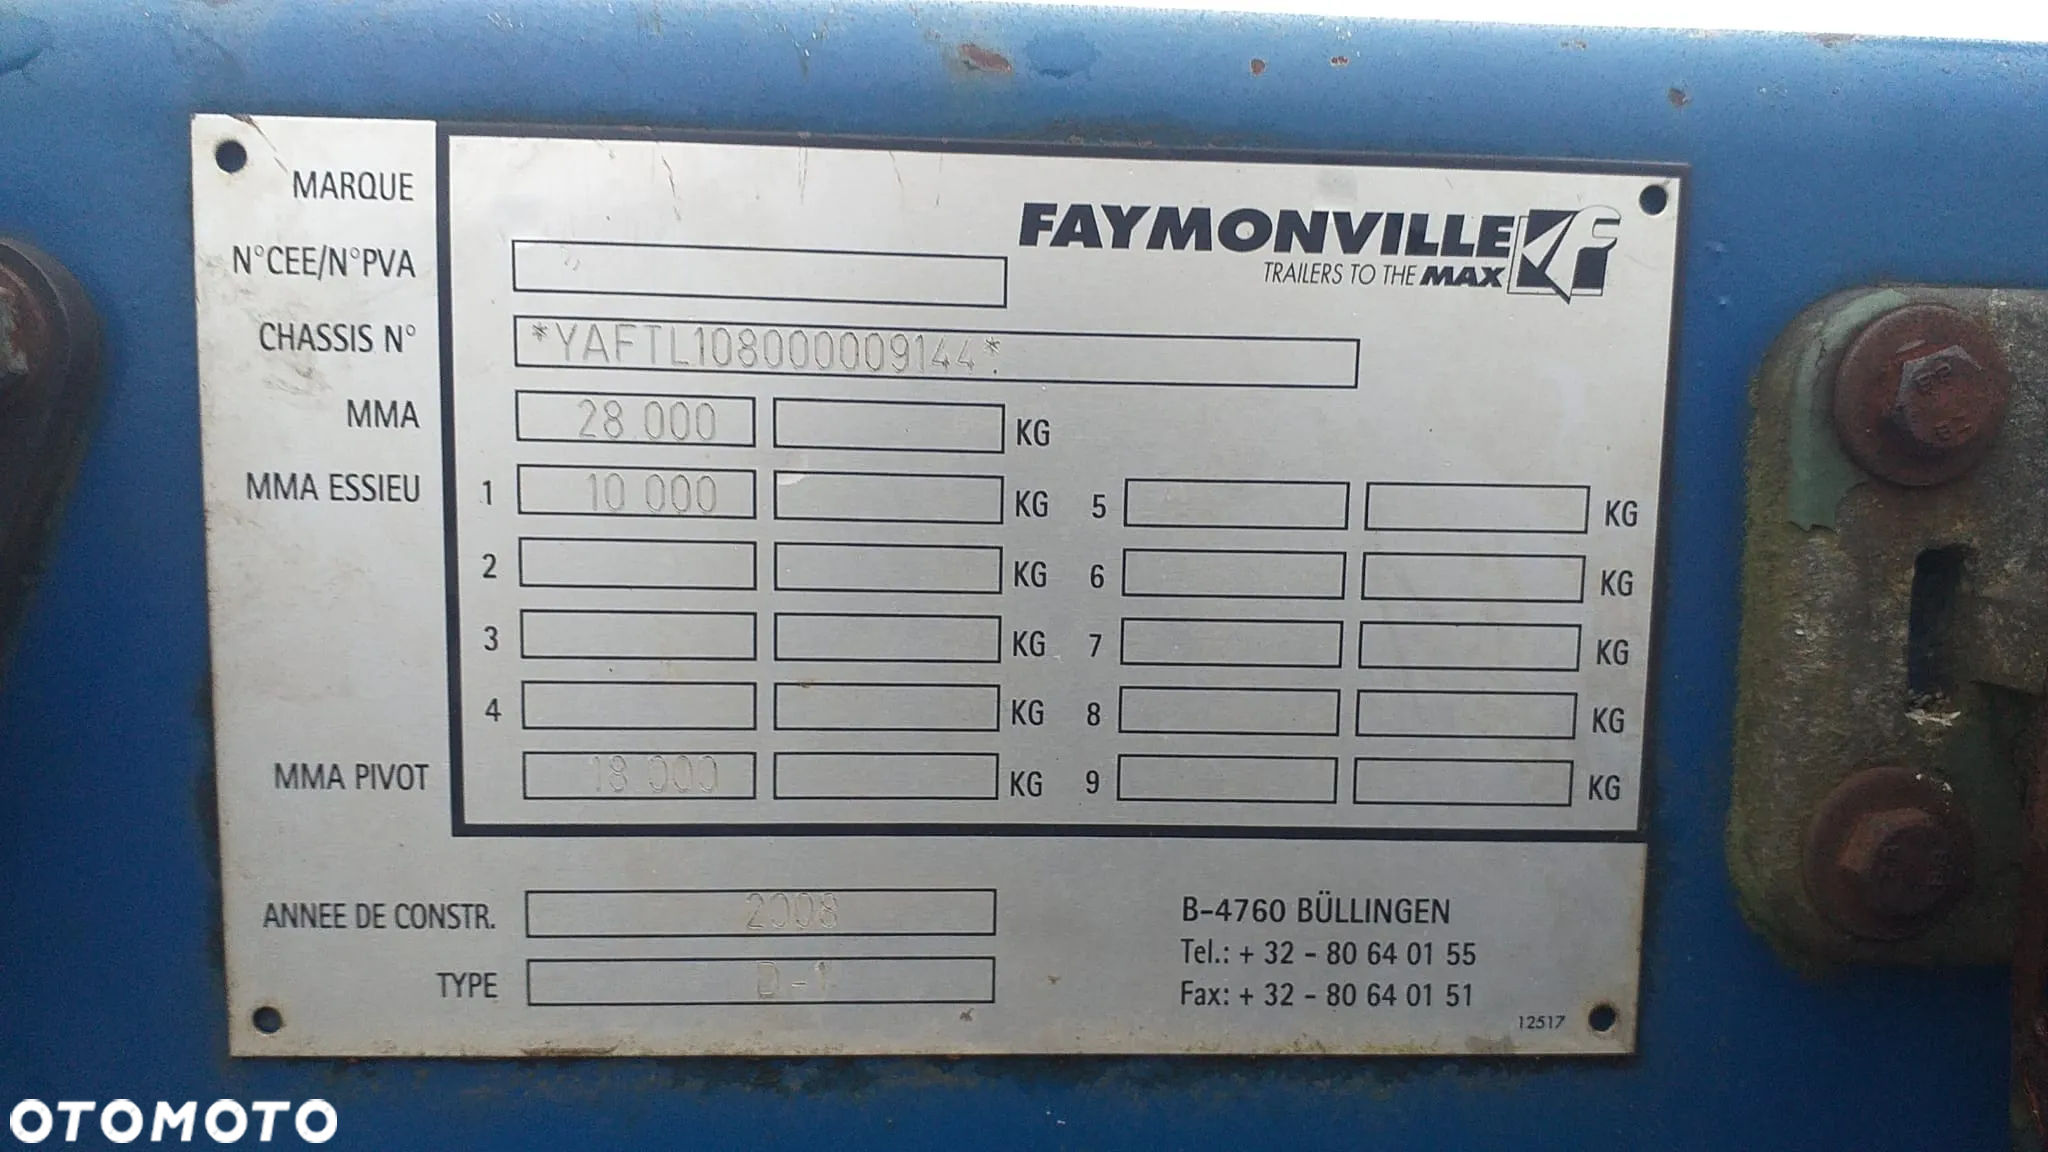 MARQUE
FAYMONVILLE
TRAILERS TO THE MAX
N°CEE/N°PVA
CHASSIS N° *YAFTL108000009144*
MMA 28.000 KG
MMA ESSIEU 1 10 000 KG 5 KG
2 KG 6 KG
3 KG 7 KG
4 KG 8 KG
MMA PIVOT 18.000 KG 9 KG
ANNEE DE CONSTR. 2008
TYPE D-1
B-4760 BÜLLINGEN
Tel.: + 32 - 80 64 01 55
Fax: + 32 - 80 64 01 51
12517
OTOMOTO